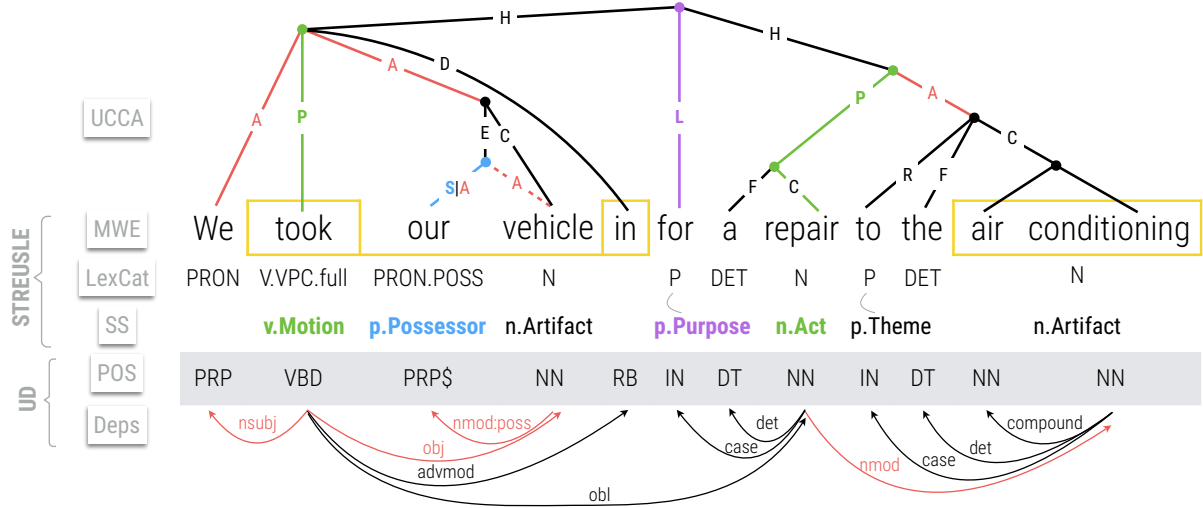 H
H
A
D
P
A
UCCA
A
P
L
E C
C
R F
S|A
A
F C
MWE We took our vehicle in for a repair to the air conditioning
STREUSLE
LexCat PRON V.VPC.full PRON.POSS N P DET N P DET N
SS v.Motion p.Possessor n.Artifact p.Purpose n.Act p.Theme n.Artifact
UD
POS PRP VBD PRP$ NN RB IN DT NN IN DT NN NN
Deps nsubj nmod:poss det compound
obj case det
advmod nmod case
obl